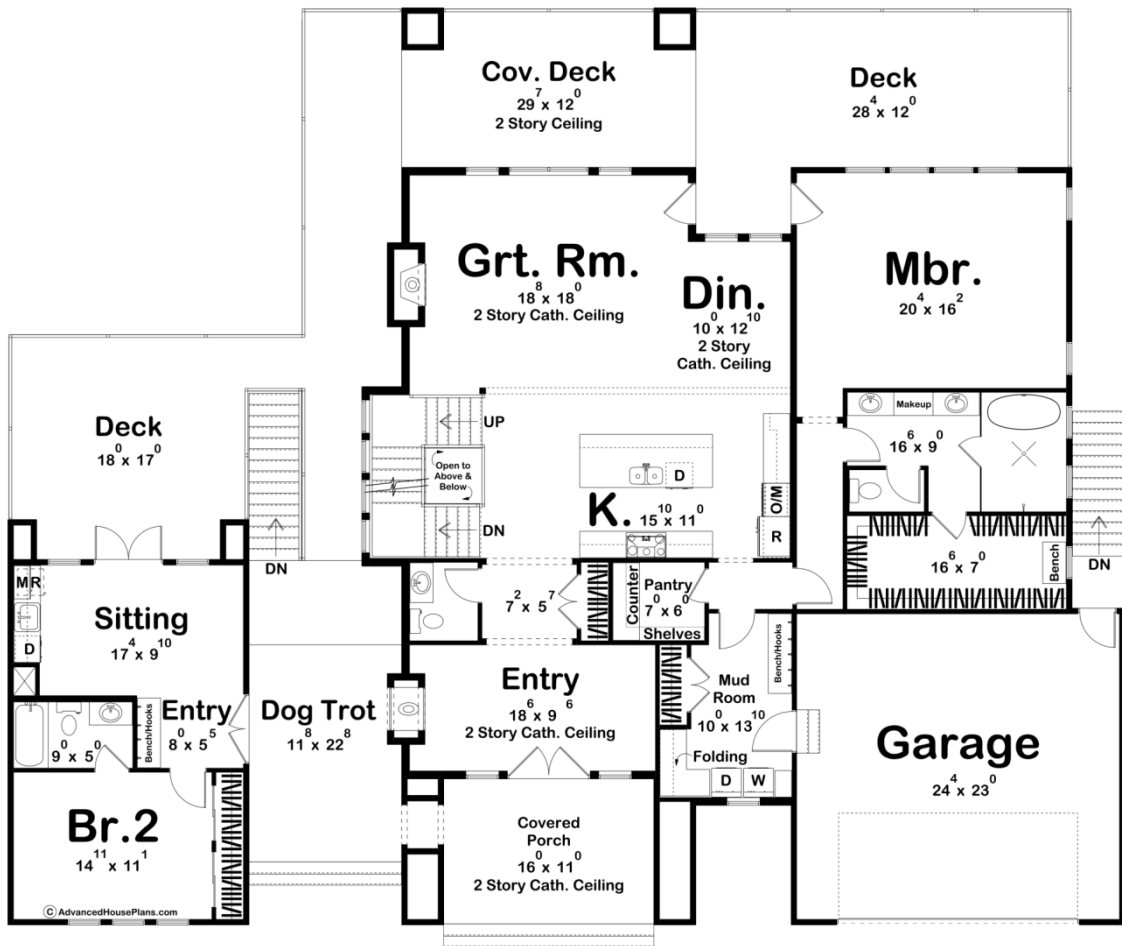 Cov. Deck
29⁷ x 12⁰
2 Story Ceiling
Deck
28⁴ x 12⁰
Grt. Rm.
18⁸ x 18⁰
2 Story Cath. Ceiling
Din.
10⁰ x 12¹⁰
2 Story
Cath. Ceiling
Mbr.
20⁴ x 16²
Deck
18⁰ x 17⁰
DN
UP
Open to
Above &
Below
DN
D
K. 15¹⁰ x 11⁰
O/M
R
Makeup
16⁶ x 9⁰
16⁶ x 7⁰
Bench
DN
MR
D
Sitting
17⁴ x 9¹⁰
7² x 5⁷
Counter
Pantry
7⁰ x 6⁰
Shelves
Entry
8⁰ x 5⁵
Bench/Hooks
9⁰ x 5⁰
Dog Trot
11⁸ x 22⁸
Entry
18⁶ x 9⁶
2 Story Cath. Ceiling
Mud
Room
10⁰ x 13¹⁰
Bench/Hooks
Folding
D
W
Garage
24⁴ x 23⁰
Br.2
14¹¹ x 11¹
Covered
Porch
16⁰ x 11⁰
2 Story Cath. Ceiling
© AdvancedHousePlans.com